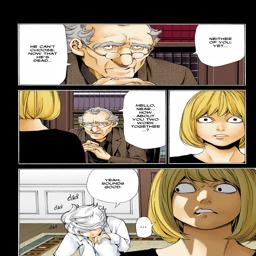 HE CAN'T
CHOOSE,
NOW THAT
HE'S
DEAD...
NEITHER
OF YOU,
YET.
MELLO,
NEAR...
HOW
ABOUT
YOU TWO
WORK
TOGETHER
...?
YEAH,
SOUNDS
GOOD.
...